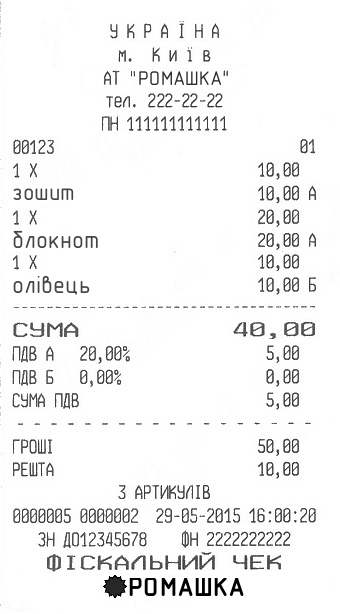 УКРАЇНА
м. Київ
АТ "РОМАШКА"
тел. 222-22-22
ПН 111111111111
00123 01
1 X 10,00
зошит 10,00 А
1 X 20,00
блокнот 20,00 А
1 X 10,00
олівець 10,00 Б
СУМА 40,00
ПДВ А 20,00% 5,00
ПДВ Б 0,00% 0,00
СУМА ПДВ 5,00
ГРОШІ 50,00
РЕШТА 10,00
3 АРТИКУЛІВ
0000005 0000002 29-05-2015 16:00:20
ЗН ДО12345678 ФН 2222222222
ФІСКАЛЬНИЙ ЧЕК
РОМАШКА